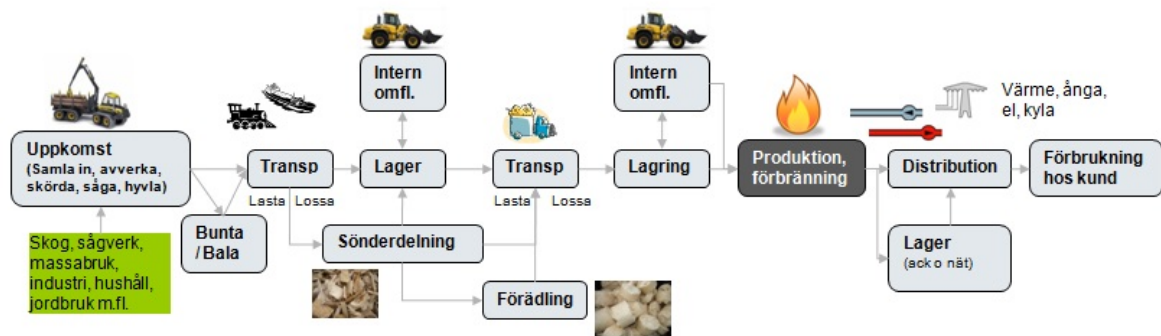 Intern
omfl.
Intern
omfl.
Värme, ånga,
el, kyla
Uppkomst
(Samla in, avverka,
skörda, såga, hyvla)
Transp
Lager
Transp
Lagring
Produktion,
förbränning
Distribution
Förbrukning
hos kund
Lasta
Lossa
Lasta
Lossa
Bunta
/ Bala
Skog, sågverk,
massabruk,
industri, hushåll,
jordbruk m.fl.
Sönderdelning
Lager
(ack o nät)
Förädling